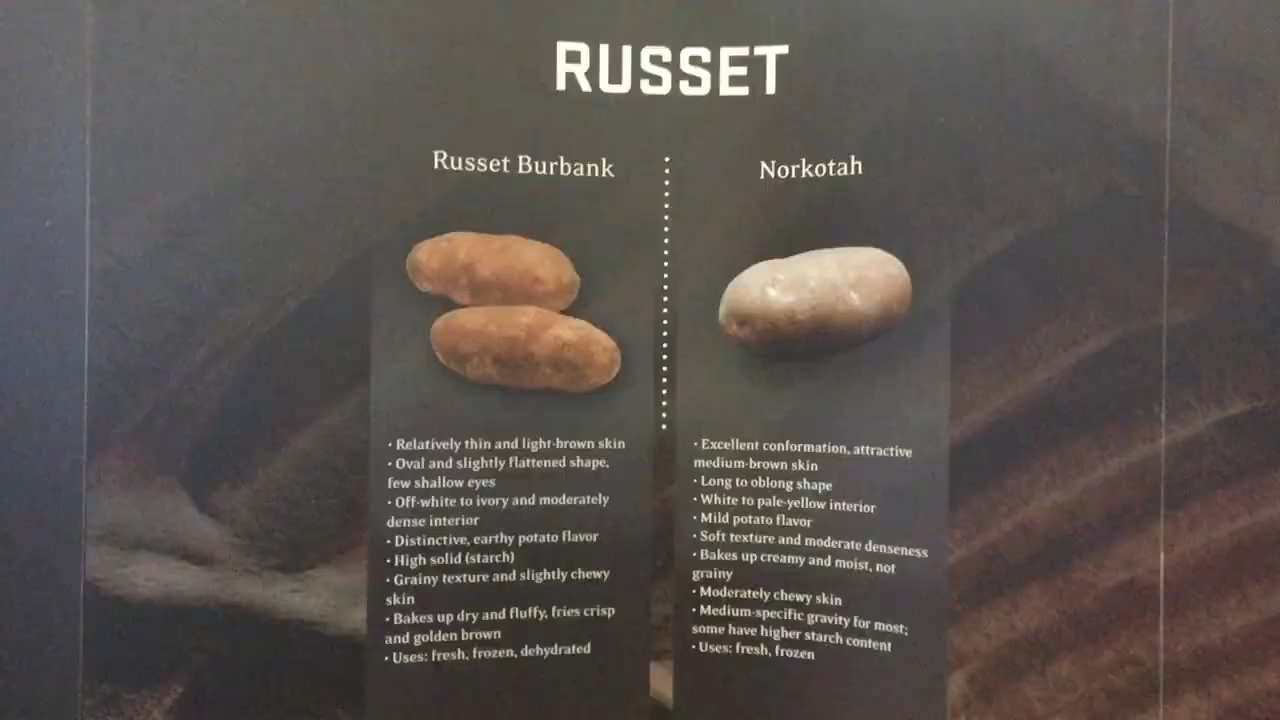 RUSSET
Russet Burbank
• Relatively thin and light-brown skin
• Oval and slightly flattened shape,
few shallow eyes
• Off-white to ivory and moderately
dense interior
• Distinctive, earthy potato flavor
• High solid (starch)
• Grainy texture and slightly chewy
skin
• Bakes up dry and fluffy, fries crisp
and golden brown
• Uses: fresh, frozen, dehydrated
Norkotah
• Excellent conformation, attractive
medium-brown skin
• Long to oblong shape
• White to pale-yellow interior
• Mild potato flavor
• Soft texture and moderate denseness
• Bakes up creamy and moist, not
grainy
• Moderately chewy skin
• Medium-specific gravity for most;
some have higher starch content
• Uses: fresh, frozen